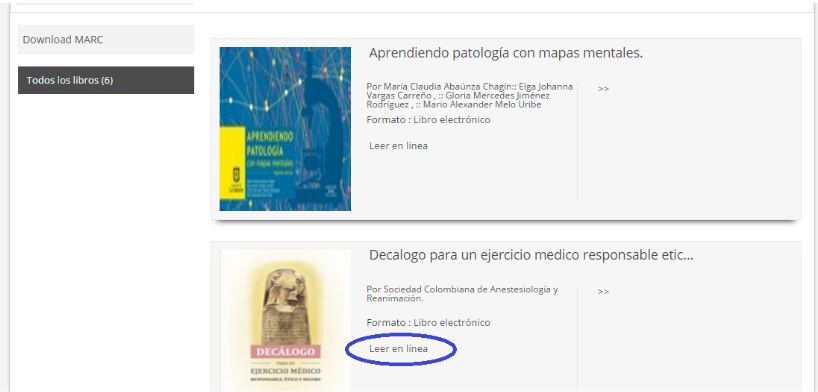 Download MARC
Todos los libros (6)
Aprendiendo patología con mapas mentales.
Por María Claudia Abaúnza Chagín:: Elga Johanna
Vargas Carreño , :: Gloria Mercedes Jiménez
Rodríguez , :: Mario Alexander Melo Uribe
>>
Formato : Libro electrónico
Leer en línea
APRENDIENDO
PATOLOGÍA
con mapas mentales
Decalogo para un ejercicio medico responsable etic...
Por Sociedad Colombiana de Anestesiología y
Reanimación.
>>
Formato : Libro electrónico
Leer en línea
DECÁLOGO
PARA UN
EJERCICIO MÉDICO
RESPONSABLE, ÉTICO Y SEGURO